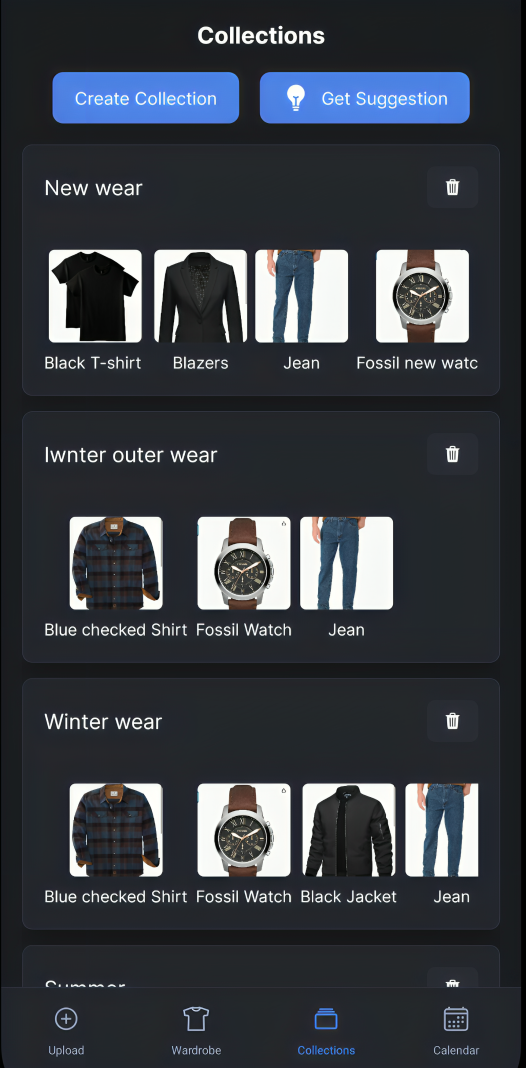 Collections
Create Collection
Get Suggestion
New wear
Black T-shirt
Blazers
Jean
Fossil new watc
Iwnter outer wear
Blue checked Shirt
Fossil Watch
Jean
Winter wear
Blue checked Shirt
Fossil Watch
Black Jacket
Jean
Summer
Upload
Wardrobe
Collections
Calendar